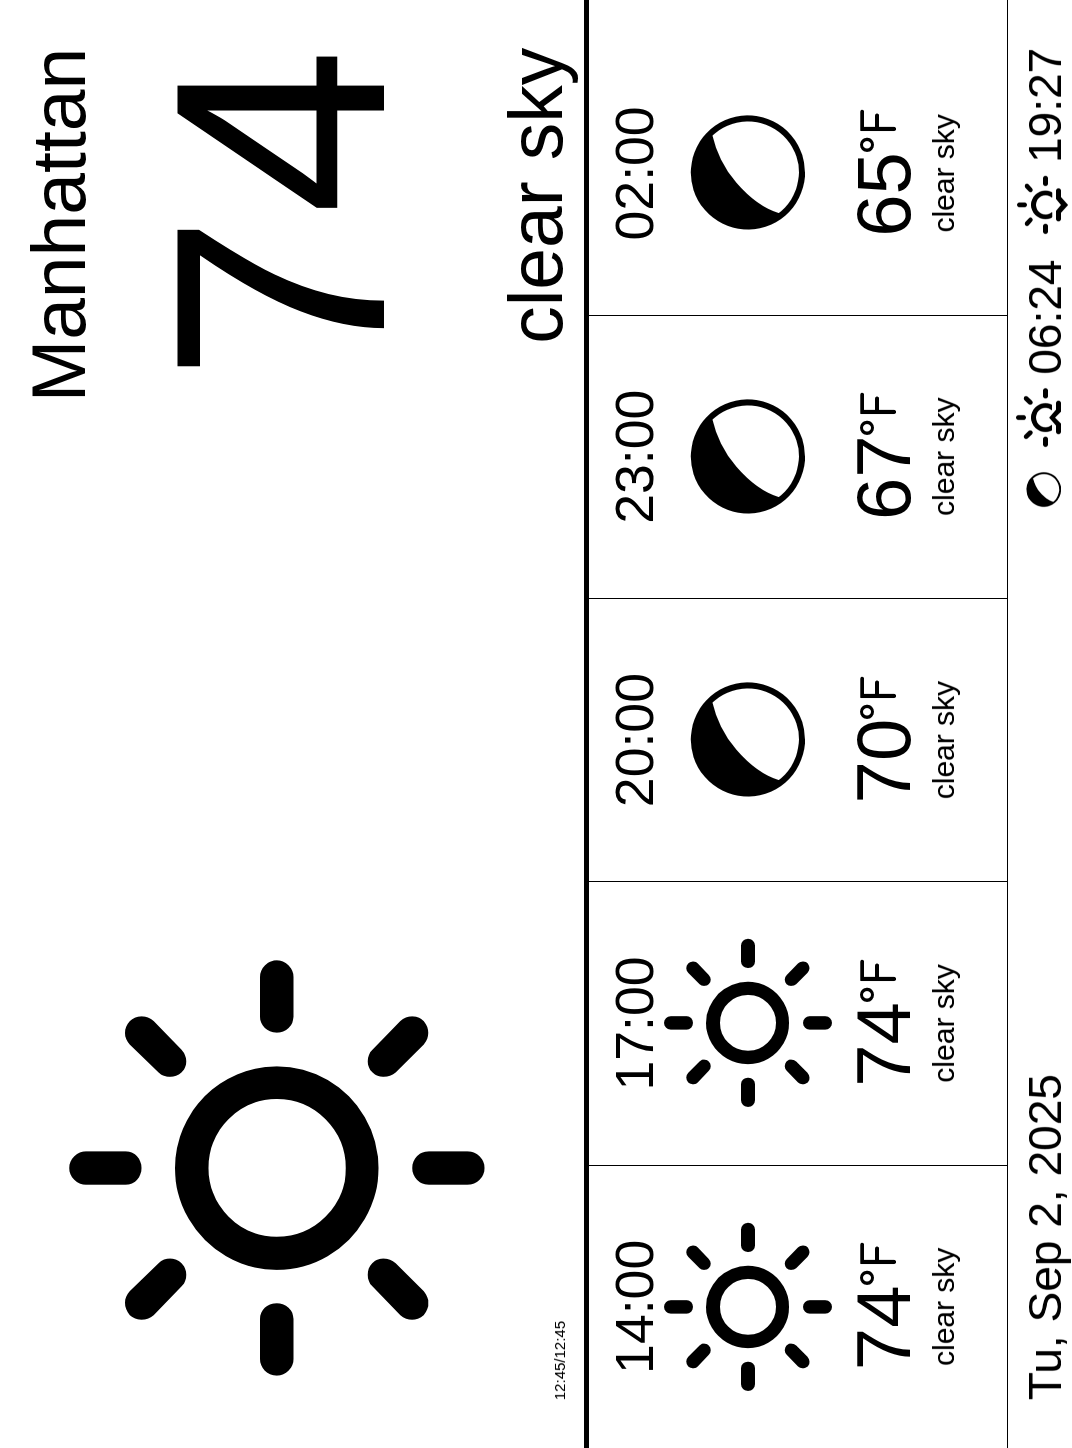 Manhattan
74
clear sky
12:45/12:45
14:00 17:00 20:00 23:00 02:00
74°F 74°F 70°F 67°F 65°F
clear sky clear sky clear sky clear sky clear sky
Tu, Sep 2, 2025 06:24 19:27